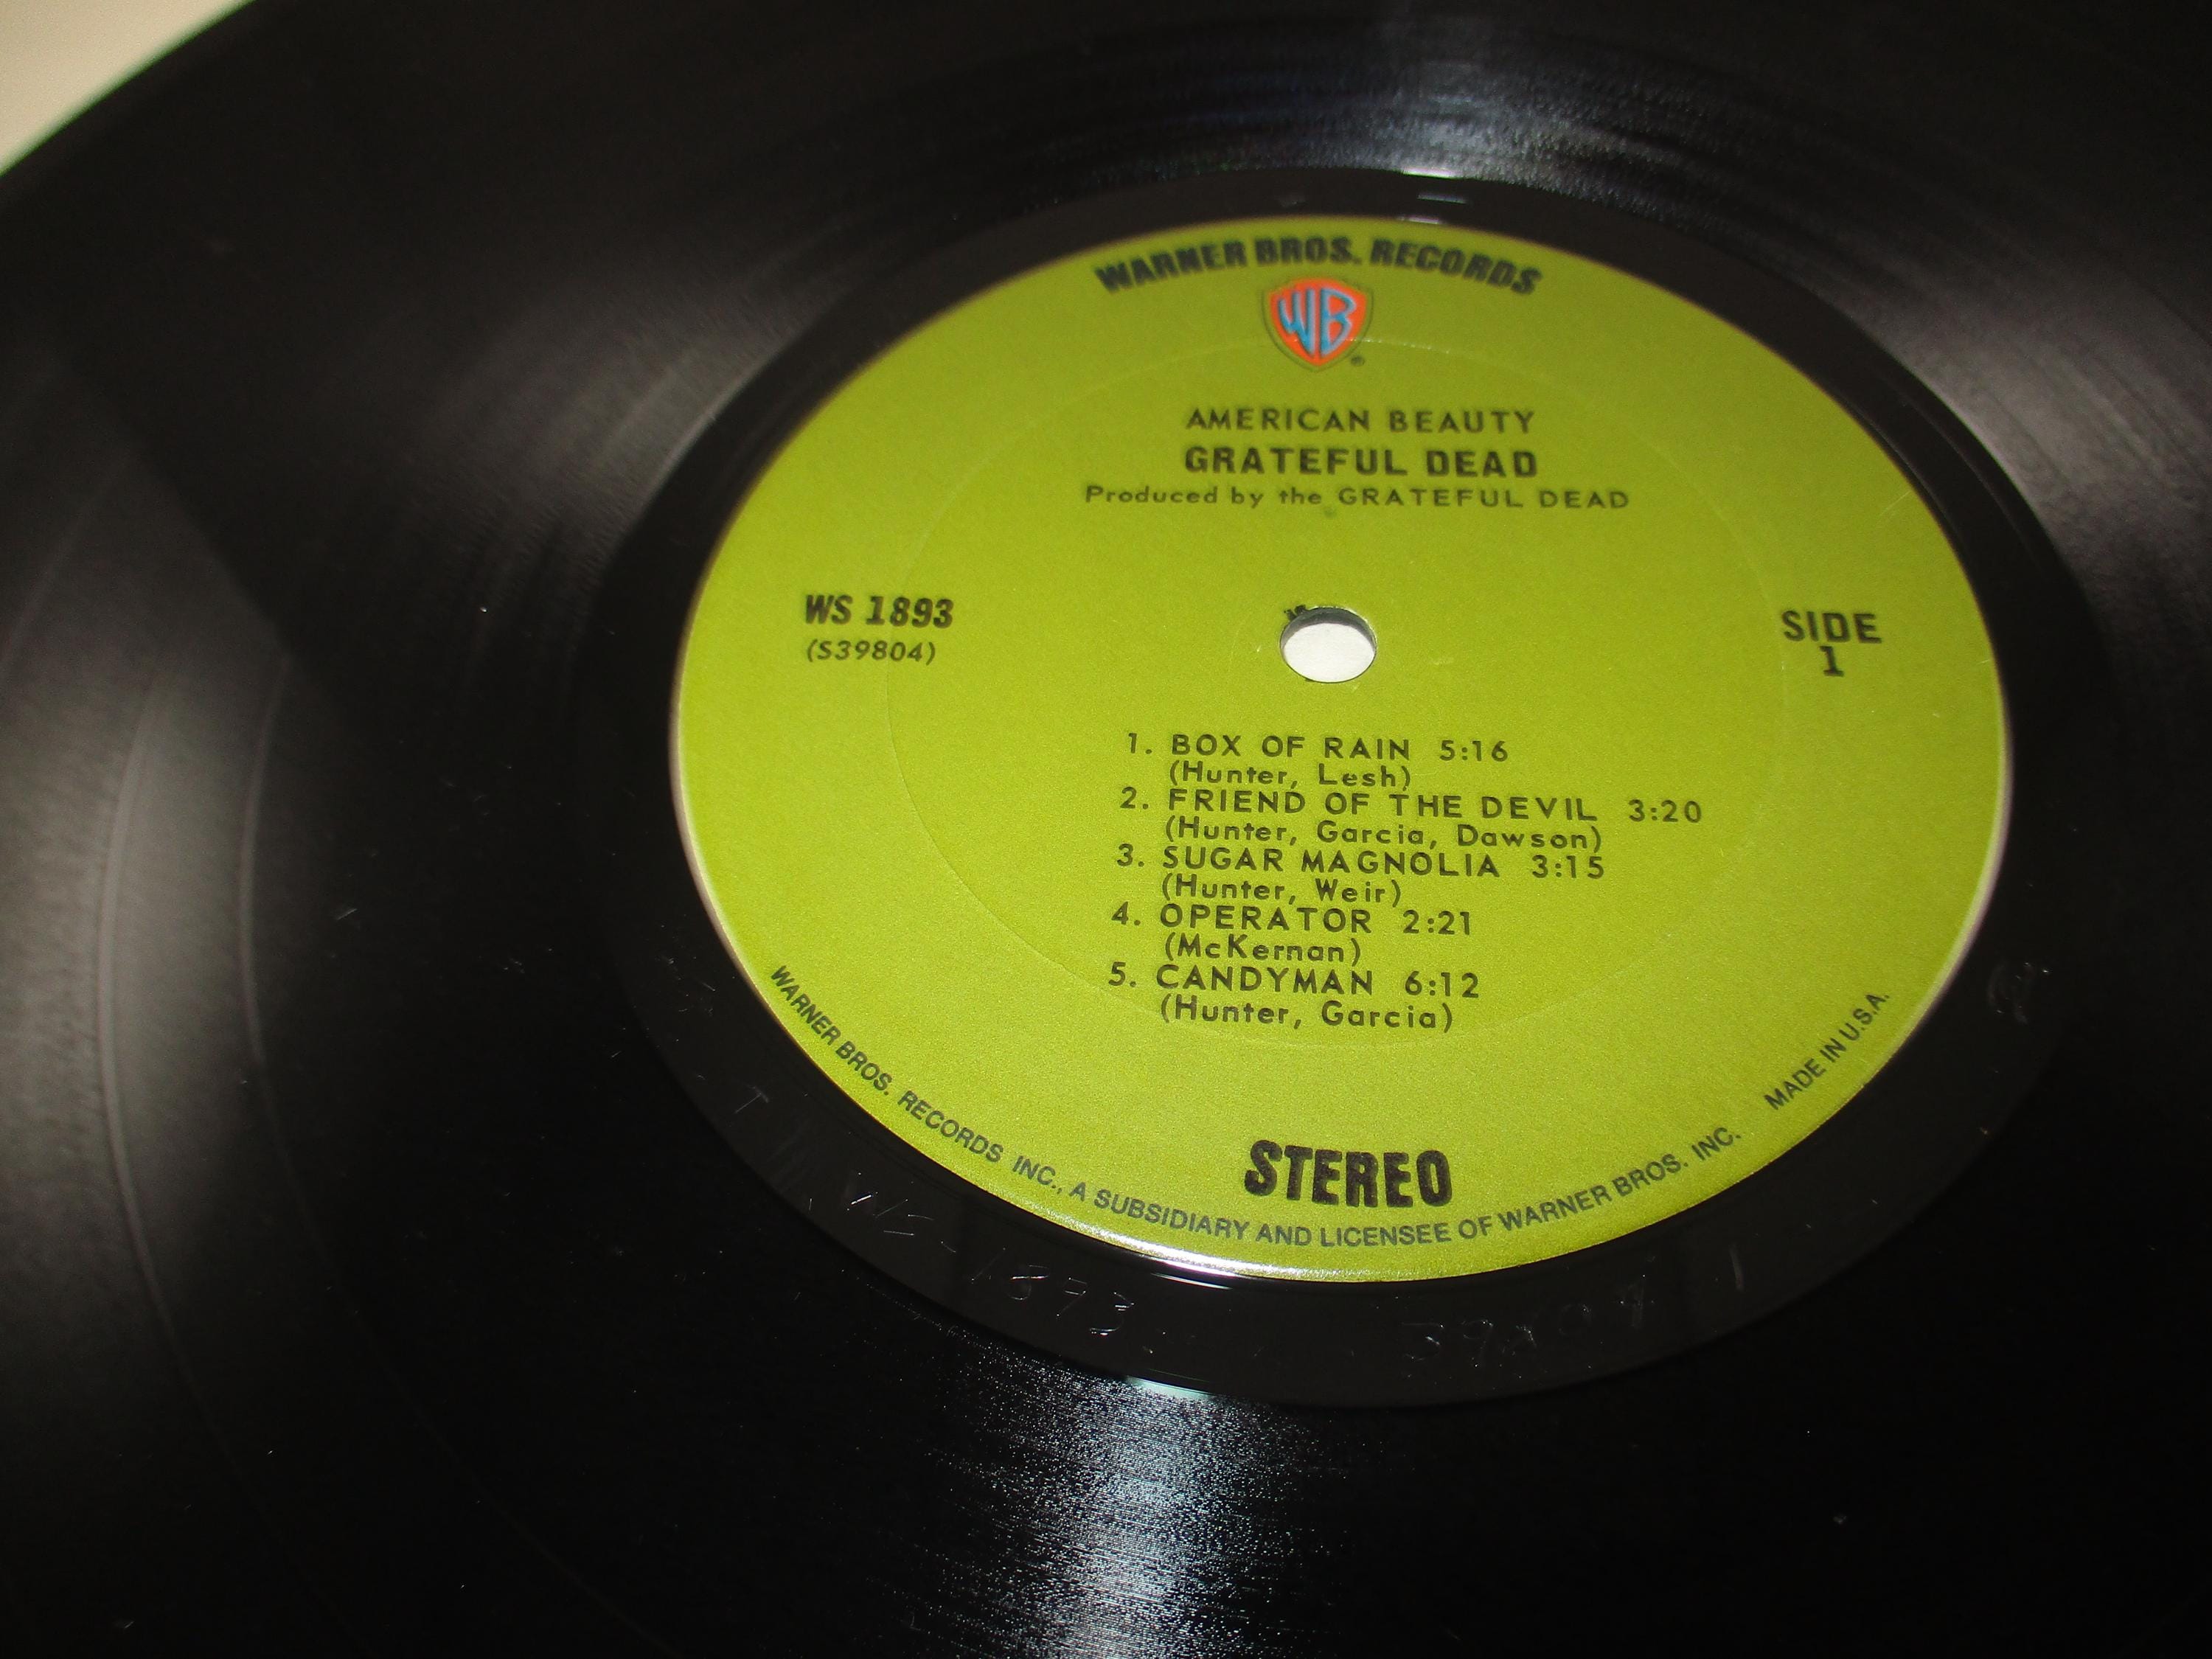 WARNER BROS. RECORDS
WB
®
AMERICAN BEAUTY
GRATEFUL DEAD
Produced by the GRATEFUL DEAD
WS 1893
(S39804)
SIDE
1
1. BOX OF RAIN 5:16
(Hunter, Lesh)
2. FRIEND OF THE DEVIL 3:20
(Hunter, Garcia, Dawson)
3. SUGAR MAGNOLIA 3:15
(Hunter, Weir)
4. OPERATOR 2:21
(McKernan)
5. CANDYMAN 6:12
(Hunter, Garcia)
STEREO
WARNER BROS. RECORDS INC., A SUBSIDIARY AND LICENSEE OF WARNER BROS. INC. MADE IN U.S.A.
WS-1893